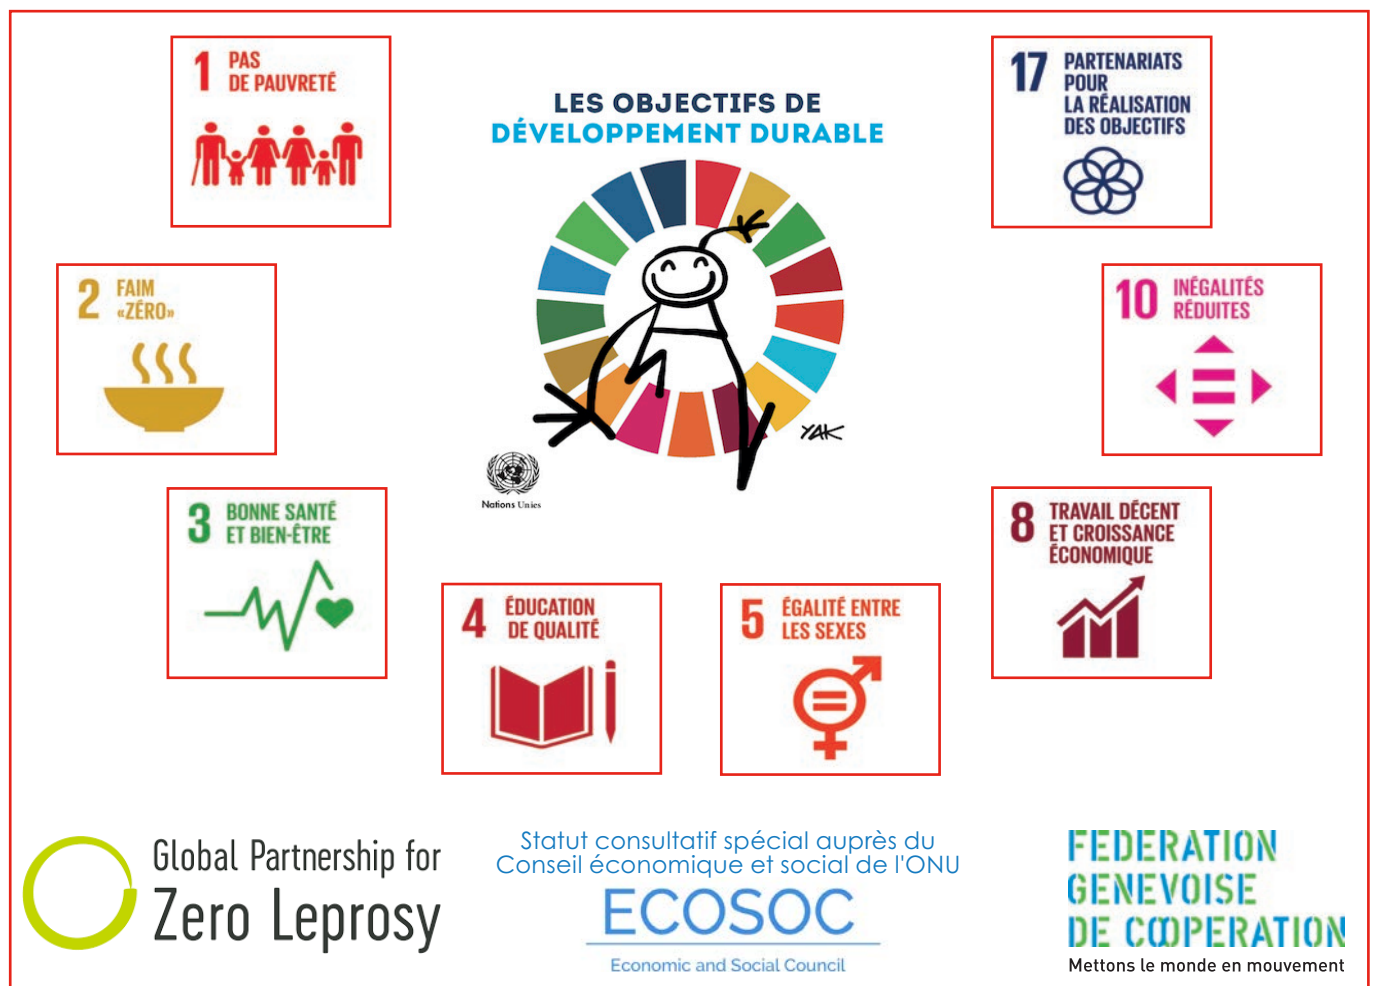 1 PAS
DE PAUVRETÉ
LES OBJECTIFS DE
DÉVELOPPEMENT DURABLE
17 PARTENARIATS
POUR
LA RÉALISATION
DES OBJECTIFS
2 FAIM
«ZÉRO»
10 INÉGALITÉS
RÉDUITES
YAK
Nations Unies
3 BONNE SANTÉ
ET BIEN-ÊTRE
8 TRAVAIL DÉCENT
ET CROISSANCE
ÉCONOMIQUE
4 ÉDUCATION
DE QUALITÉ
5 ÉGALITÉ ENTRE
LES SEXES
Global Partnership for
Zero Leprosy
Statut consultatif spécial auprès du
Conseil économique et social de l'ONU
ECOSOC
Economic and Social Council
FEDERATION
GENEVOISE
DE COOPERATION
Mettons le monde en mouvement